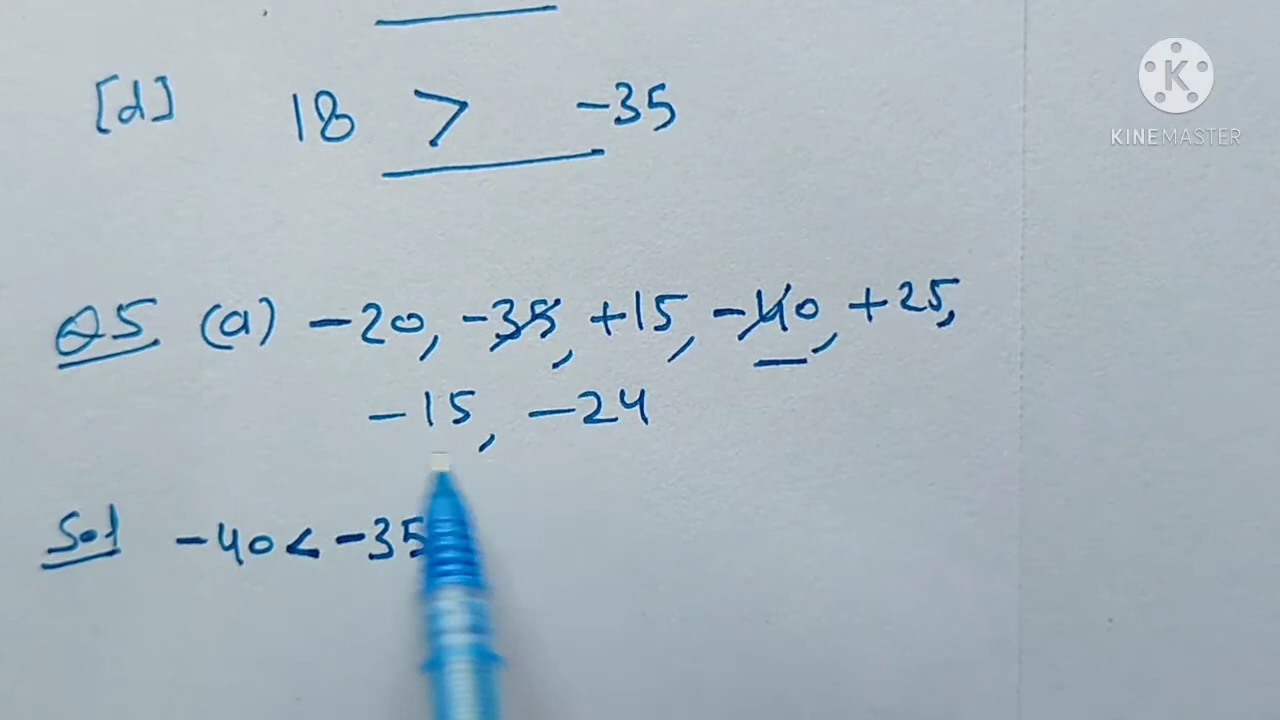 [d] 18 > -35
K
KINEMASTER
Q5 (a) -20, -35, +15, -40, +25,
-15, -24
Sol -40 < -35